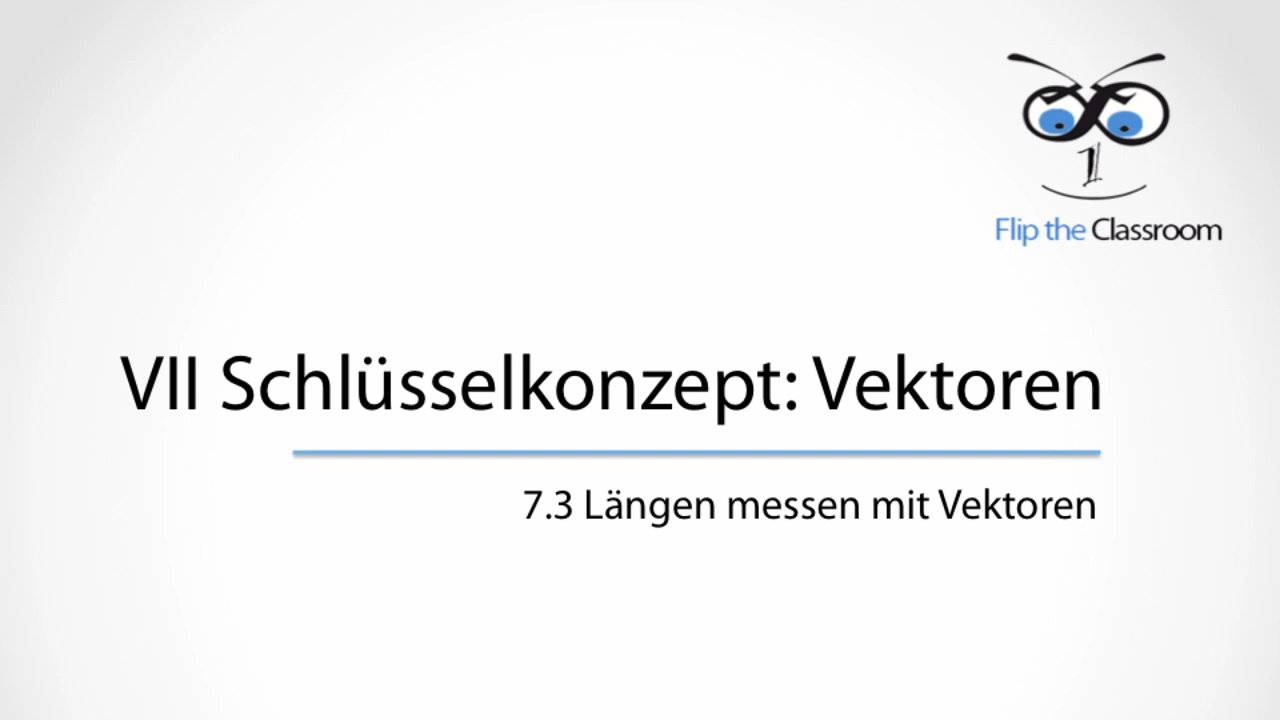 Flip the Classroom
VII Schlüsselkonzept: Vektoren
7.3 Längen messen mit Vektoren